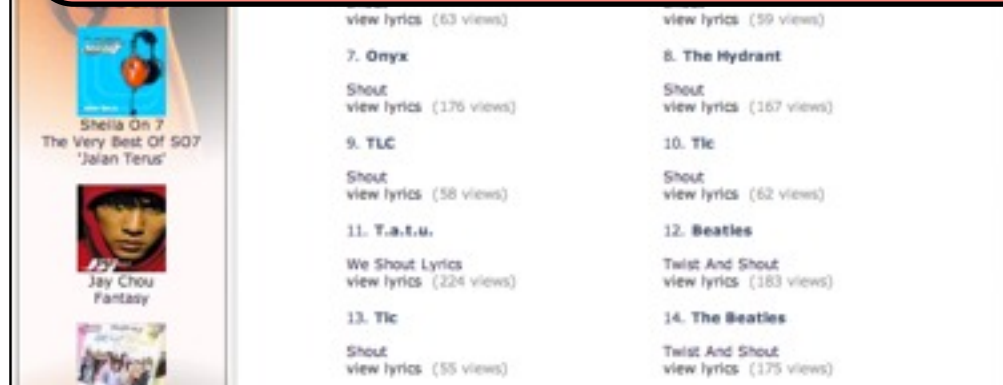 view lyrics (63 views)
view lyrics (59 views)
7. Onyx
Shout
view lyrics (176 views)
8. The Hydrant
Shout
view lyrics (167 views)
9. TLC
Shout
view lyrics (58 views)
10. Tlc
Shout
view lyrics (62 views)
11. T.a.t.u.
We Shout Lyrics
view lyrics (224 views)
12. Beatles
Twist And Shout
view lyrics (183 views)
13. Tlc
Shout
view lyrics (55 views)
14. The Beatles
Twist And Shout
view lyrics (175 views)
Sheila On 7
The Very Best Of SO7
'Jalan Terus'
Jay Chou
Fantasy